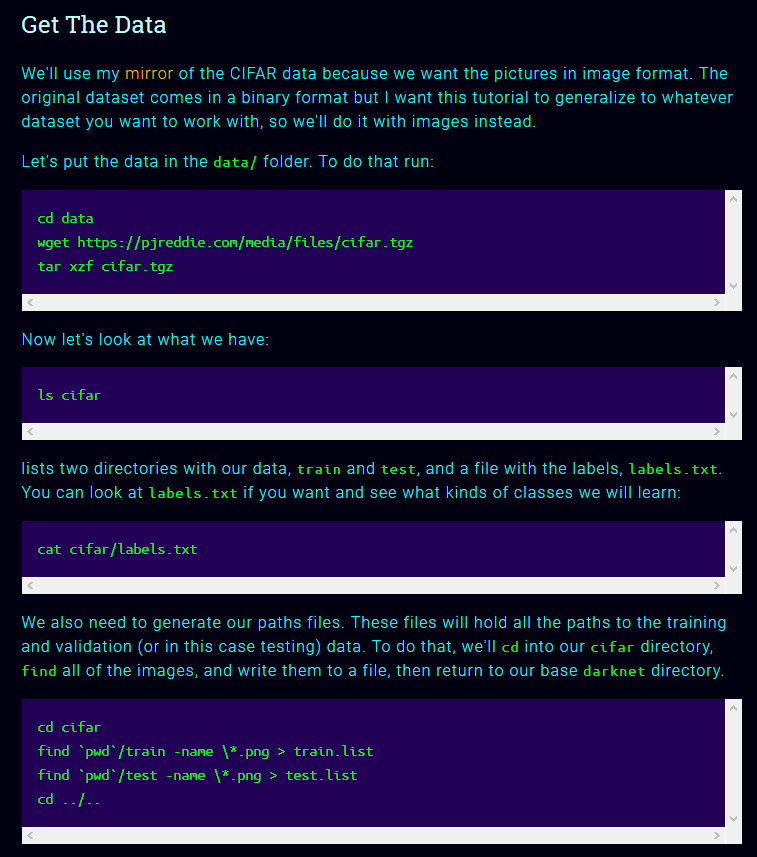 Get The Data
We'll use my mirror of the CIFAR data because we want the pictures in image format. The
original dataset comes in a binary format but I want this tutorial to generalize to whatever
dataset you want to work with, so we'll do it with images instead.
Let's put the data in the data/ folder. To do that run:
cd data
wget https://pjreddie.com/media/files/cifar.tgz
tar xzf cifar.tgz
Now let's look at what we have:
ls cifar
lists two directories with our data, train and test, and a file with the labels, labels.txt.
You can look at labels.txt if you want and see what kinds of classes we will learn:
cat cifar/labels.txt
We also need to generate our paths files. These files will hold all the paths to the training
and validation (or in this case testing) data. To do that, we'll cd into our cifar directory,
find all of the images, and write them to a file, then return to our base darknet directory.
cd cifar
find `pwd`/train -name \*.png > train.list
find `pwd`/test -name \*.png > test.list
cd ../..